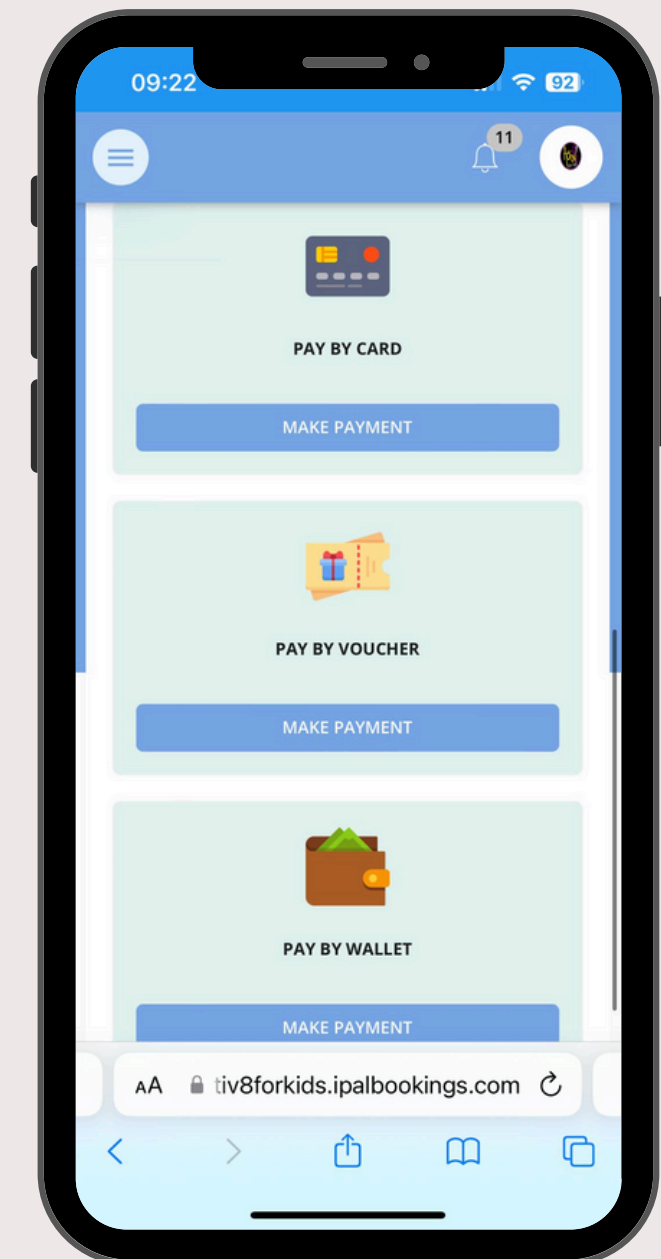 09:22
92
11
PAY BY CARD
MAKE PAYMENT
PAY BY VOUCHER
MAKE PAYMENT
PAY BY WALLET
MAKE PAYMENT
AA tiv8forkids.ipalbookings.com